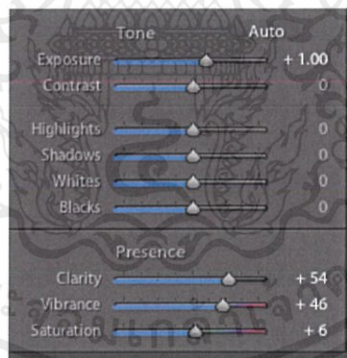 Tone Auto
Exposure + 1.00
Contrast 0
Highlights 0
Shadows 0
Whites 0
Blacks 0
Presence
Clarity + 54
Vibrance + 46
Saturation + 6